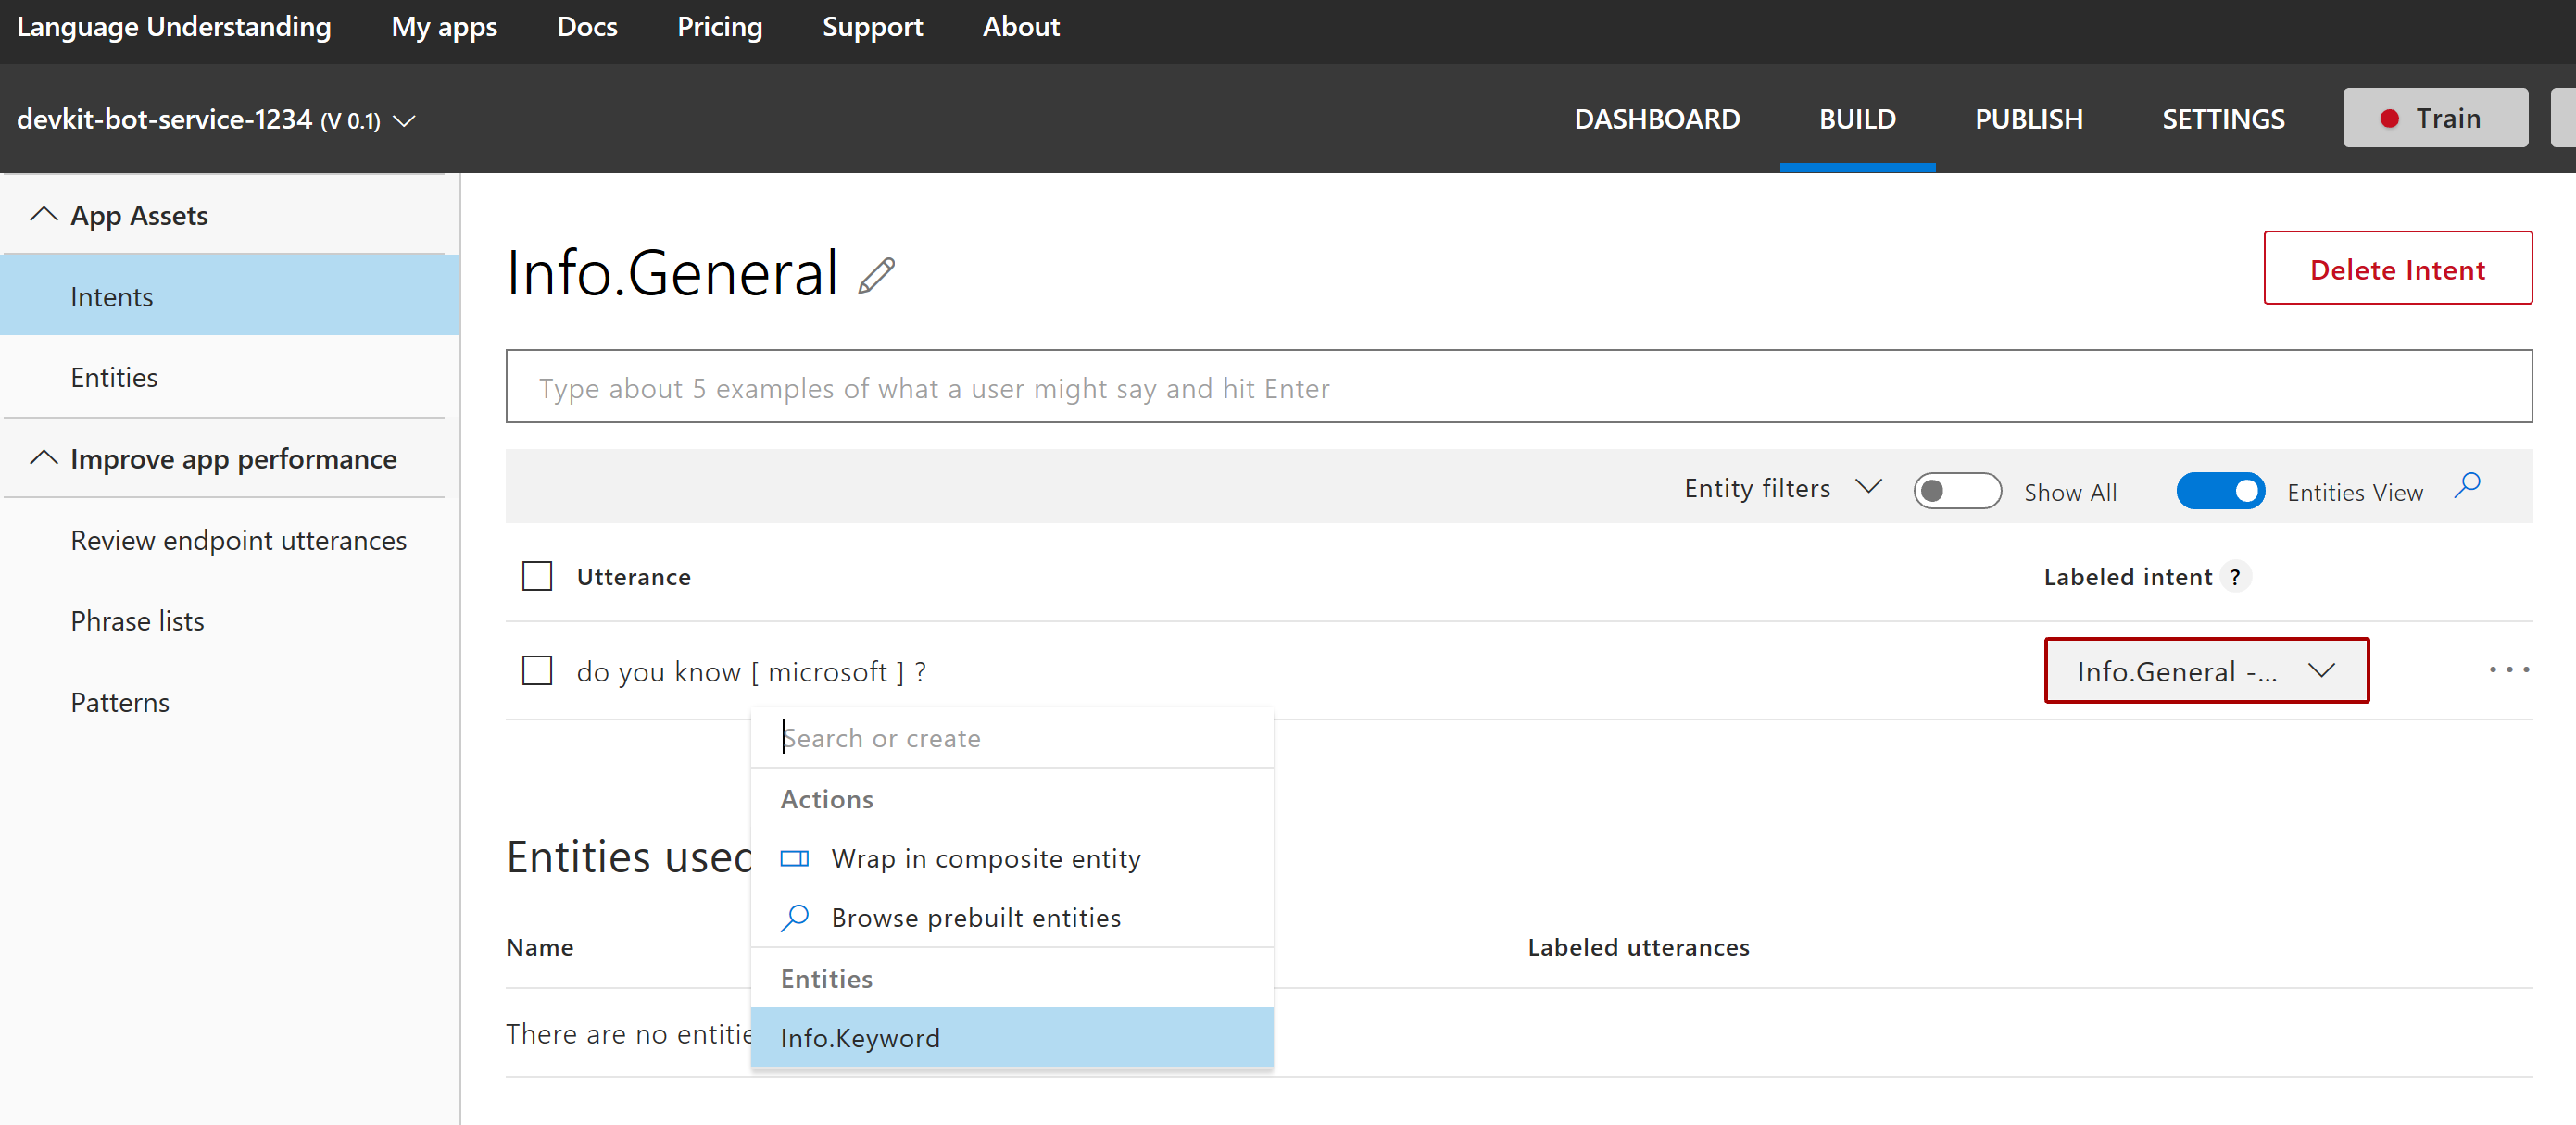 Language Understanding My apps Docs Pricing Support About
devkit-bot-service-1234 (V 0.1) DASHBOARD BUILD PUBLISH SETTINGS Train
App Assets
Intents
Entities
Improve app performance
Review endpoint utterances
Phrase lists
Patterns
Info.General
Delete Intent
Type about 5 examples of what a user might say and hit Enter
Entity filters Show All Entities View
Utterance Labeled intent ?
do you know [ microsoft ] ? Info.General -...
Search or create
Actions
Wrap in composite entity
Browse prebuilt entities
Entities
Info.Keyword
Entities used
Name Labeled utterances
There are no entitie